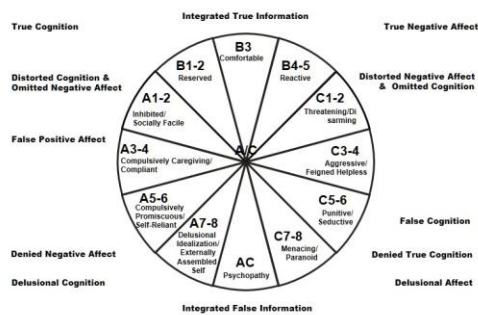 Integrated True Information
True Cognition
True Negative Affect
B3
Comfortable
B1-2
Reserved
B4-5
Reactive
Distorted Cognition &
Omitted Negative Affect
Distorted Negative Affect
& Omitted Cognition
A1-2
Inhibited/
Socially Facile
C1-2
Threatening/Di
sarming
False Positive Affect
A/C
A3-4
Compulsively Caregiving/
Compliant
C3-4
Aggressive/
Feigned Helpless
A5-6
Compulsively
Promiscuous/
Self-Reliant
C5-6
Punitive/
Seductive
False Cognition
A7-8
Delusional
Idealization/
Externally
Assembled
Self
C7-8
Menacing/
Paranoid
AC
Psychopathy
Denied Negative Affect
Denied True Cognition
Delusional Cognition
Delusional Affect
Integrated False Information